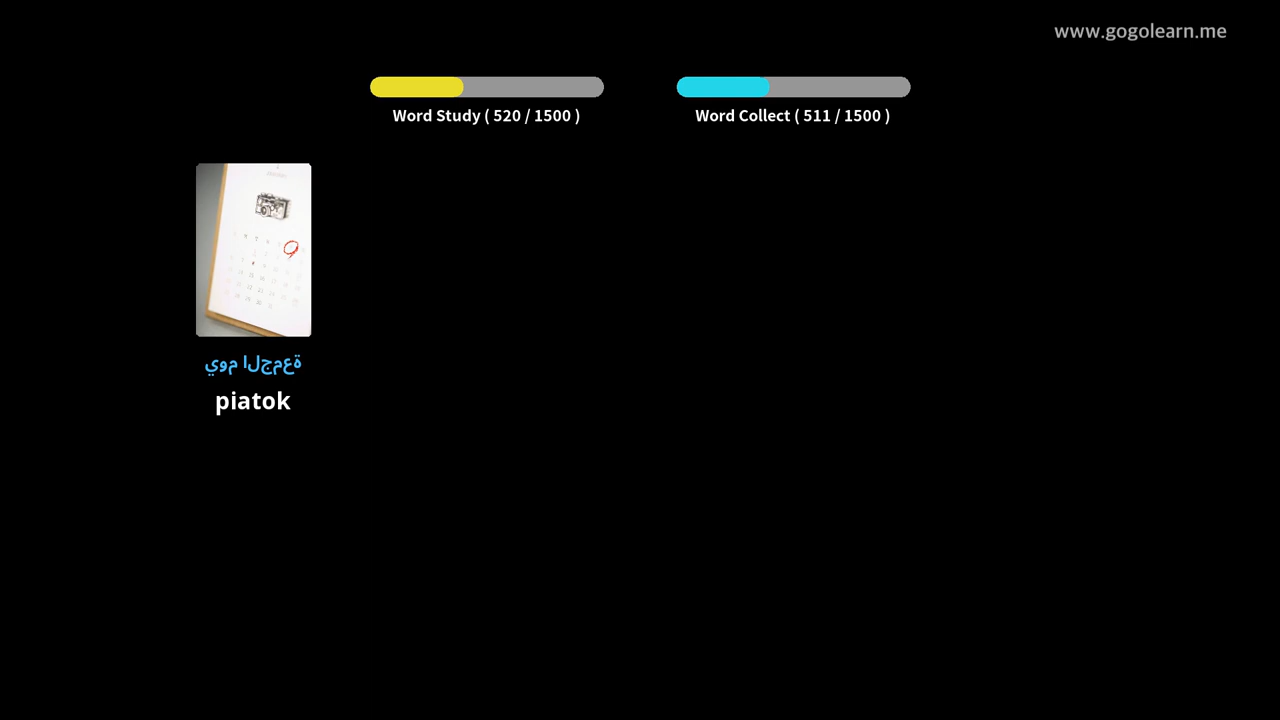 www.gogolearn.me
Word Study ( 520 / 1500 )
Word Collect ( 511 / 1500 )
يوم الجمعة
piatok